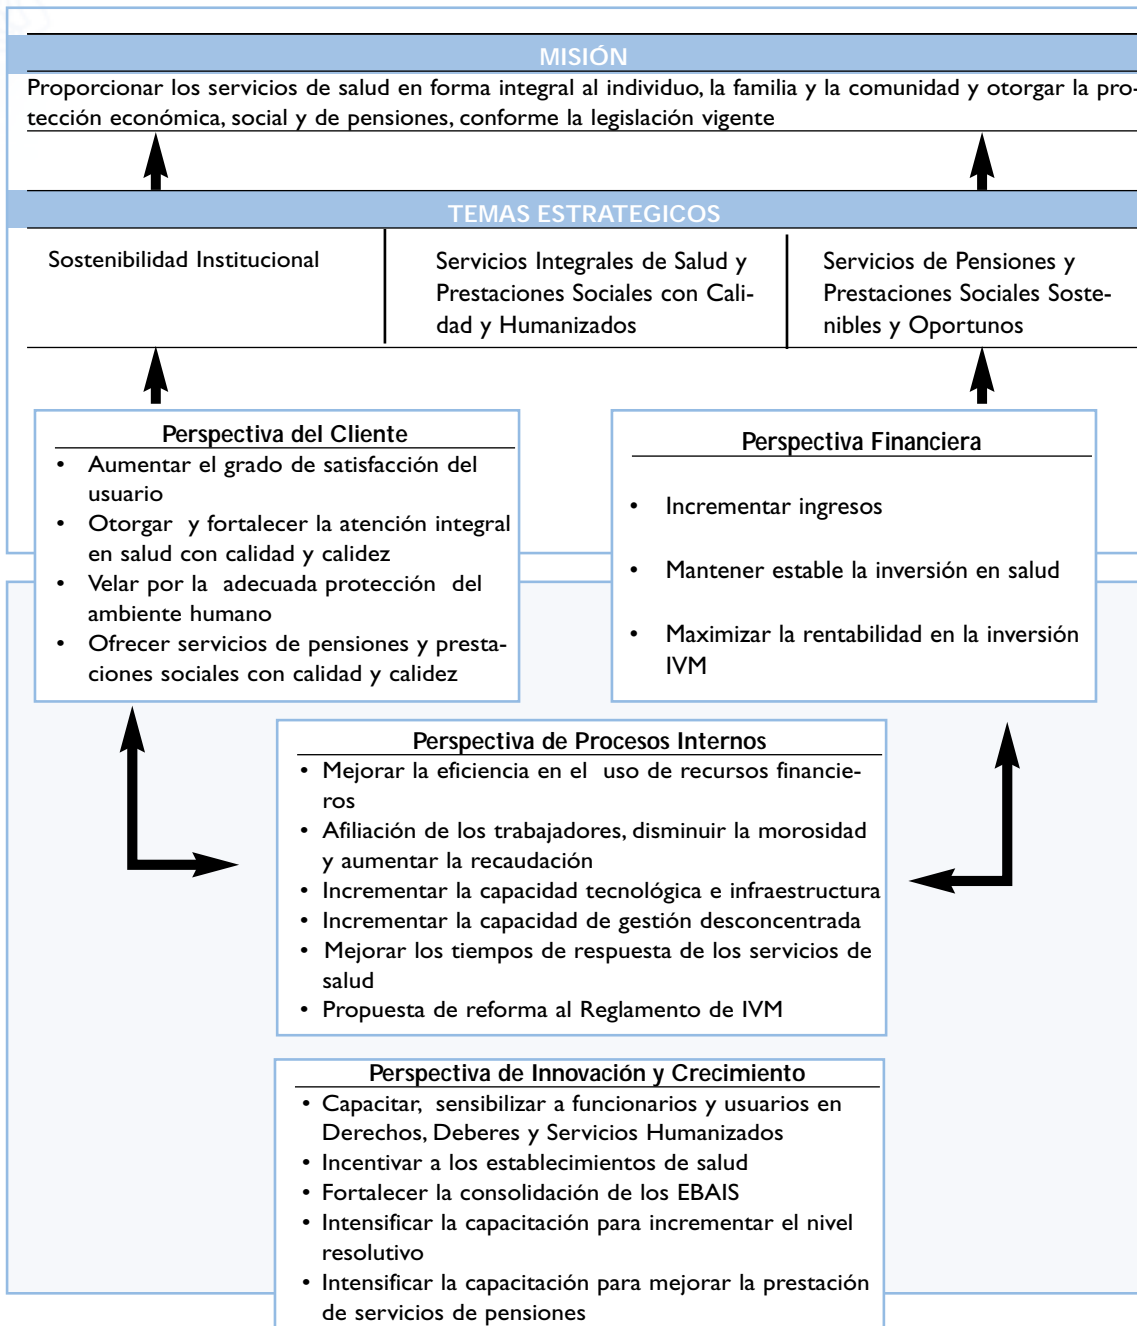 MISIÓN
Proporcionar los servicios de salud en forma integral al individuo, la familia y la comunidad y otorgar la pro-
tección económica, social y de pensiones, conforme la legislación vigente
TEMAS ESTRATEGICOS
Sostenibilidad Institucional
Servicios Integrales de Salud y
Prestaciones Sociales con Cali-
dad y Humanizados
Servicios de Pensiones y
Prestaciones Sociales Soste-
nibles y Oportunos
Perspectiva del Cliente
• Aumentar el grado de satisfacción del
usuario
• Otorgar y fortalecer la atención integral
en salud con calidad y calidez
• Velar por la adecuada protección del
ambiente humano
• Ofrecer servicios de pensiones y presta-
ciones sociales con calidad y calidez
Perspectiva Financiera
• Incrementar ingresos
• Mantener estable la inversión en salud
• Maximizar la rentabilidad en la inversión
IVM
Perspectiva de Procesos Internos
• Mejorar la eficiencia en el uso de recursos financie-
ros
• Afiliación de los trabajadores, disminuir la morosidad
y aumentar la recaudación
• Incrementar la capacidad tecnológica e infraestructura
• Incrementar la capacidad de gestión desconcentrada
• Mejorar los tiempos de respuesta de los servicios de
salud
• Propuesta de reforma al Reglamento de IVM
Perspectiva de Innovación y Crecimiento
• Capacitar, sensibilizar a funcionarios y usuarios en
Derechos, Deberes y Servicios Humanizados
• Incentivar a los establecimientos de salud
• Fortalecer la consolidación de los EBAIS
• Intensificar la capacitación para incrementar el nivel
resolutivo
• Intensificar la capacitación para mejorar la prestación
de servicios de pensiones